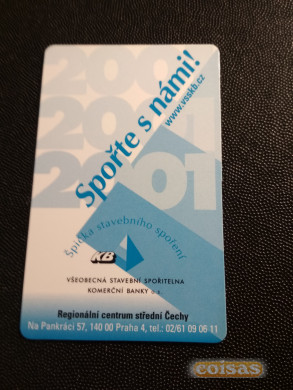 2001
2001
2001
Spořte s námi!
www.vsskb.cz
Špička stavebního spoření
KB
VŠEOBECNÁ STAVEBNÍ SPOŘITELNA
KOMERČNÍ BANKY a.s.
Regionální centrum střední Čechy
Na Pankráci 57, 140 00 Praha 4, tel.: 02/61 09 06 11
coisas